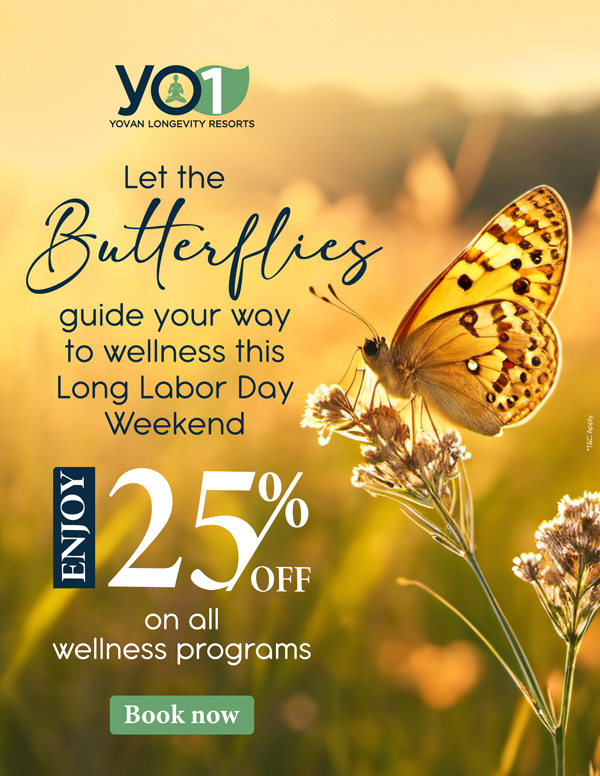 yo1
YOVAN LONGEVITY RESORTS
Let the
Butterflies
guide your way
to wellness this
Long Labor Day
Weekend
ENJOY
25%
OFF
on all
wellness programs
Book now
*T&C Apply